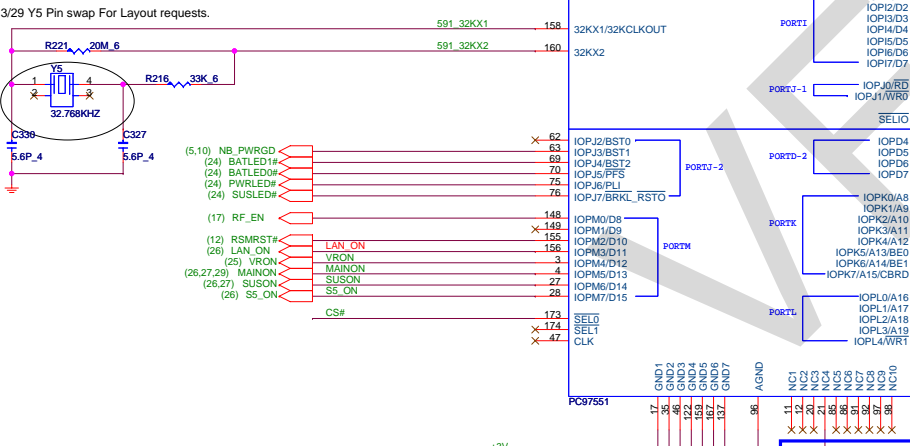 3/29 Y5 Pin swap For Layout requests.
591_32KX1 158 32KX1/32KCLKOUT
R221 20M_6 591_32KX2 160 32KX2
Y5
1 4
R216 33K_6
2 3
32.768KHZ
C330 C327
5.6P_4 5.6P_4
PORTI
IOPI2/D2
IOPI3/D3
IOPI4/D4
IOPI5/D5
IOPI6/D6
IOPI7/D7
PORTJ-1
IOPJ0/RD
IOPJ1/WR0
SELIO
62 IOPJ2/BST0
(5,10) NB_PWRGD 63 IOPJ3/BST1
(24) BATLED1# 69 IOPJ4/BST2
(24) BATLED0# 70 IOPJ5/PFS
(24) PWRLED# 75 IOPJ6/PLI
(24) SUSLED# 76 IOPJ7/BRKL_RSTO
PORTJ-2
PORTD-2
IOPD4
IOPD5
IOPD6
IOPD7
(17) RF_EN 148 IOPM0/D8
149 IOPM1/D9
(12) RSMRST# 155 IOPM2/D10
(26) LAN_ON LAN_ON 156 IOPM3/D11
(25) VRON VRON 3 IOPM4/D12
(26,27,29) MAINON MAINON 4 IOPM5/D13
(26,27) SUSON SUSON 27 IOPM6/D14
(26) S5_ON S5_ON 28 IOPM7/D15
PORTM
PORTK
IOPK0/A8
IOPK1/A9
IOPK2/A10
IOPK3/A11
IOPK4/A12
IOPK5/A13/BE0
IOPK6/A14/BE1
IOPK7/A15/CBRD
CS# 173 SEL0
174 SEL1
47 CLK
PORTL
IOPL0/A16
IOPL1/A17
IOPL2/A18
IOPL3/A19
IOPL4/WR1
GND1 GND2 GND3 GND4 GND5 GND6 GND7 AGND NC1 NC2 NC3 NC4 NC5 NC6 NC7 NC8 NC9 NC10
PC97551
17 35 46 122 159 167 137 96 11 12 20 21 85 86 91 92 97 98